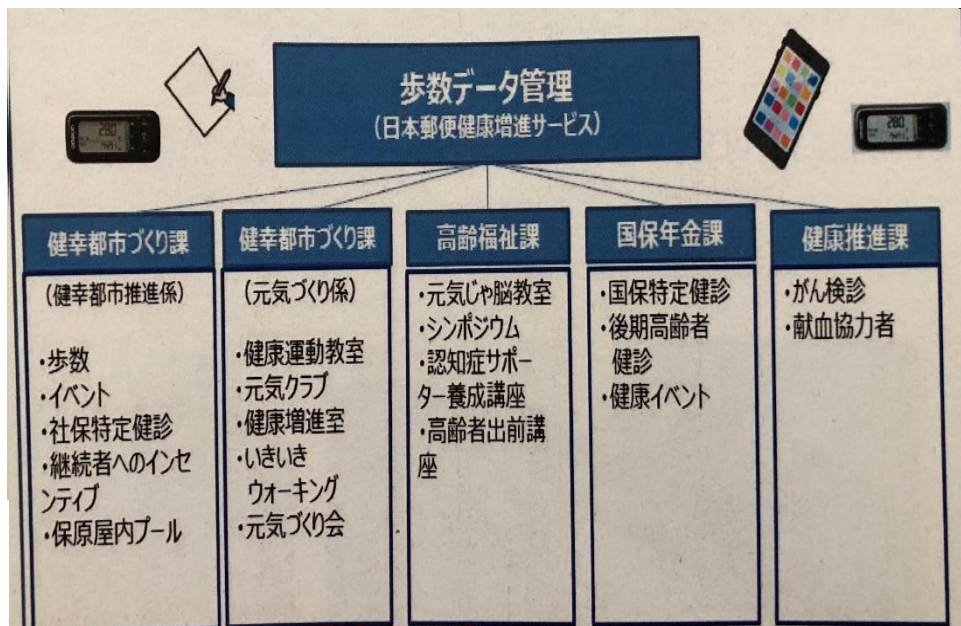 歩数データ管理
(日本郵便健康増進サービス)
280
280
健幸都市づくり課
(健幸都市推進係)
・歩数
・イベント
・社保特定健診
・継続者へのインセ
ンティブ
・保原屋内プール
健幸都市づくり課
(元気づくり係)
・健康運動教室
・元気クラブ
・健康増進室
・いきいき
ウォーキング
・元気づくり会
高齢福祉課
・元気じゃ脳教室
・シンポジウム
・認知症サポー
ター養成講座
・高齢者出前講
座
国保年金課
・国保特定健診
・後期高齢者
健診
・健康イベント
健康推進課
・がん検診
・献血協力者